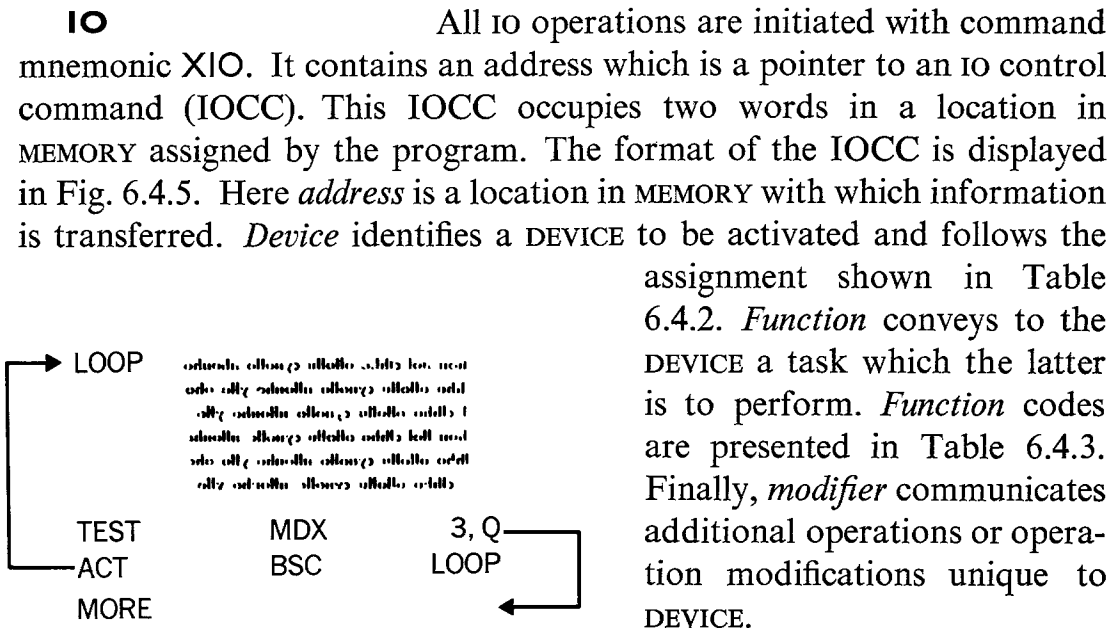 IO All IO operations are initiated with command
mnemonic XIO. It contains an address which is a pointer to an IO control
command (IOCC). This IOCC occupies two words in a location in
MEMORY assigned by the program. The format of the IOCC is displayed
in Fig. 6.4.5. Here address is a location in MEMORY with which information
is transferred. Device identifies a DEVICE to be activated and follows the
assignment shown in Table
6.4.2. Function conveys to the
DEVICE a task which the latter
is to perform. Function codes
are presented in Table 6.4.3.
Finally, modifier communicates
additional operations or opera-
tion modifications unique to
DEVICE.
LOOP
TEST MDX 3, Q
ACT BSC LOOP
MORE